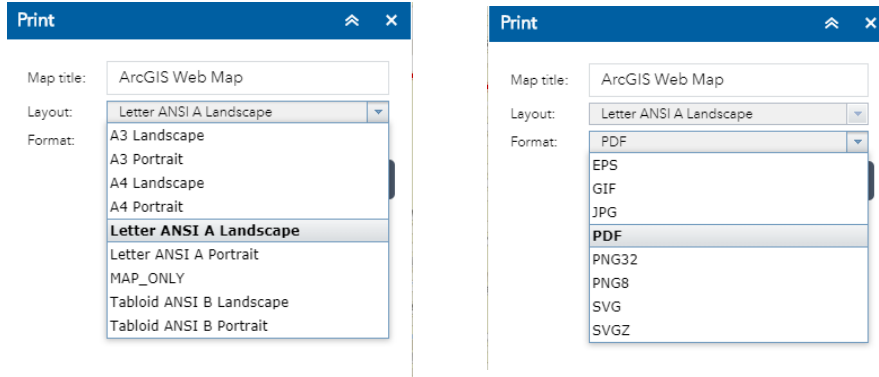 Print
Map title: ArcGIS Web Map
Layout: Letter ANSI A Landscape
Format:
A3 Landscape
A3 Portrait
A4 Landscape
A4 Portrait
Letter ANSI A Landscape
Letter ANSI A Portrait
MAP_ONLY
Tabloid ANSI B Landscape
Tabloid ANSI B Portrait
Print
Map title: ArcGIS Web Map
Layout: Letter ANSI A Landscape
Format: PDF
EPS
GIF
JPG
PDF
PNG32
PNG8
SVG
SVGZ